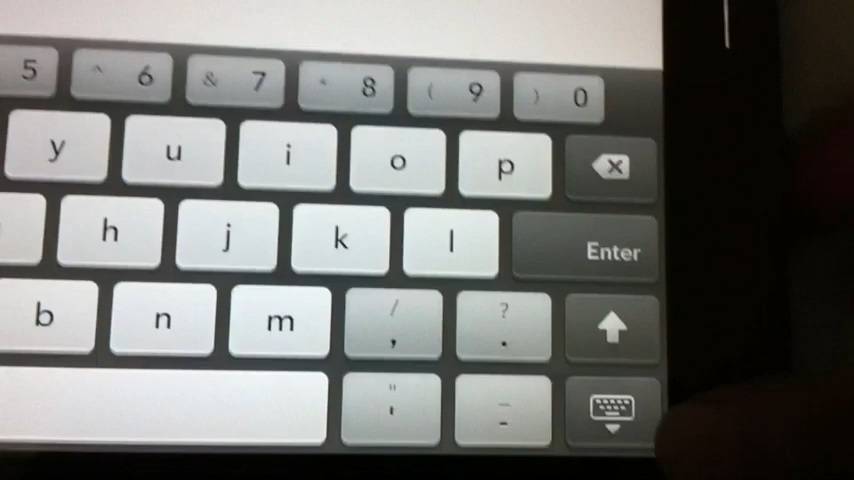 5 ^ 6 & 7 * 8 ( 9 ) 0
y u i o p
h j k l Enter
b n m / , ? .
" ' _ -